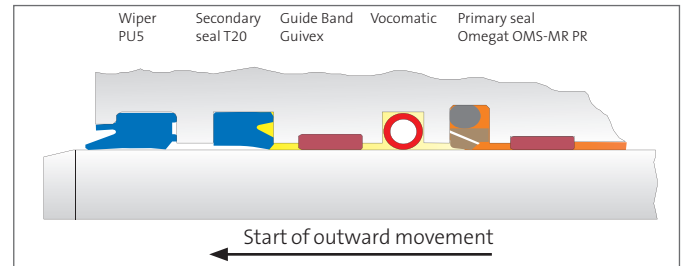 Wiper
PU5
Secondary
seal T20
Guide Band
Guivex
Vocomatic
Primary seal
Omegat OMS-MR PR
Start of outward movement